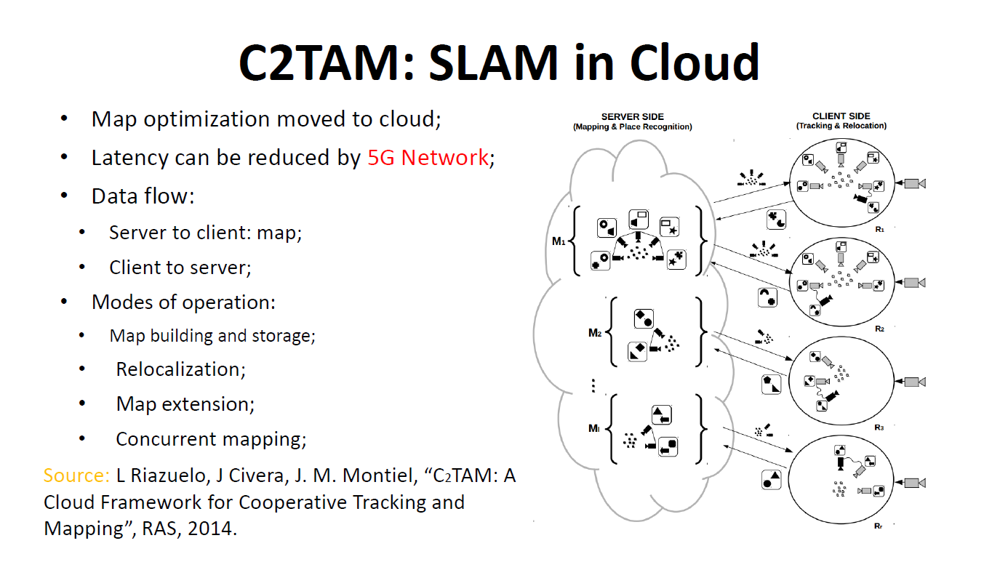 C2TAM: SLAM in Cloud
• Map optimization moved to cloud;
• Latency can be reduced by 5G Network;
• Data flow:
• Server to client: map;
• Client to server;
• Modes of operation:
• Map building and storage;
• Relocalization;
• Map extension;
• Concurrent mapping;
Source: L Riazuelo, J Civera, J. M. Montiel, “C2TAM: A
Cloud Framework for Cooperative Tracking and
Mapping”, RAS, 2014.
SERVER SIDE
(Mapping & Place Recognition)
CLIENT SIDE
(Tracking & Relocation)
M1
M2
Ml
R1
R2
R3
Rr